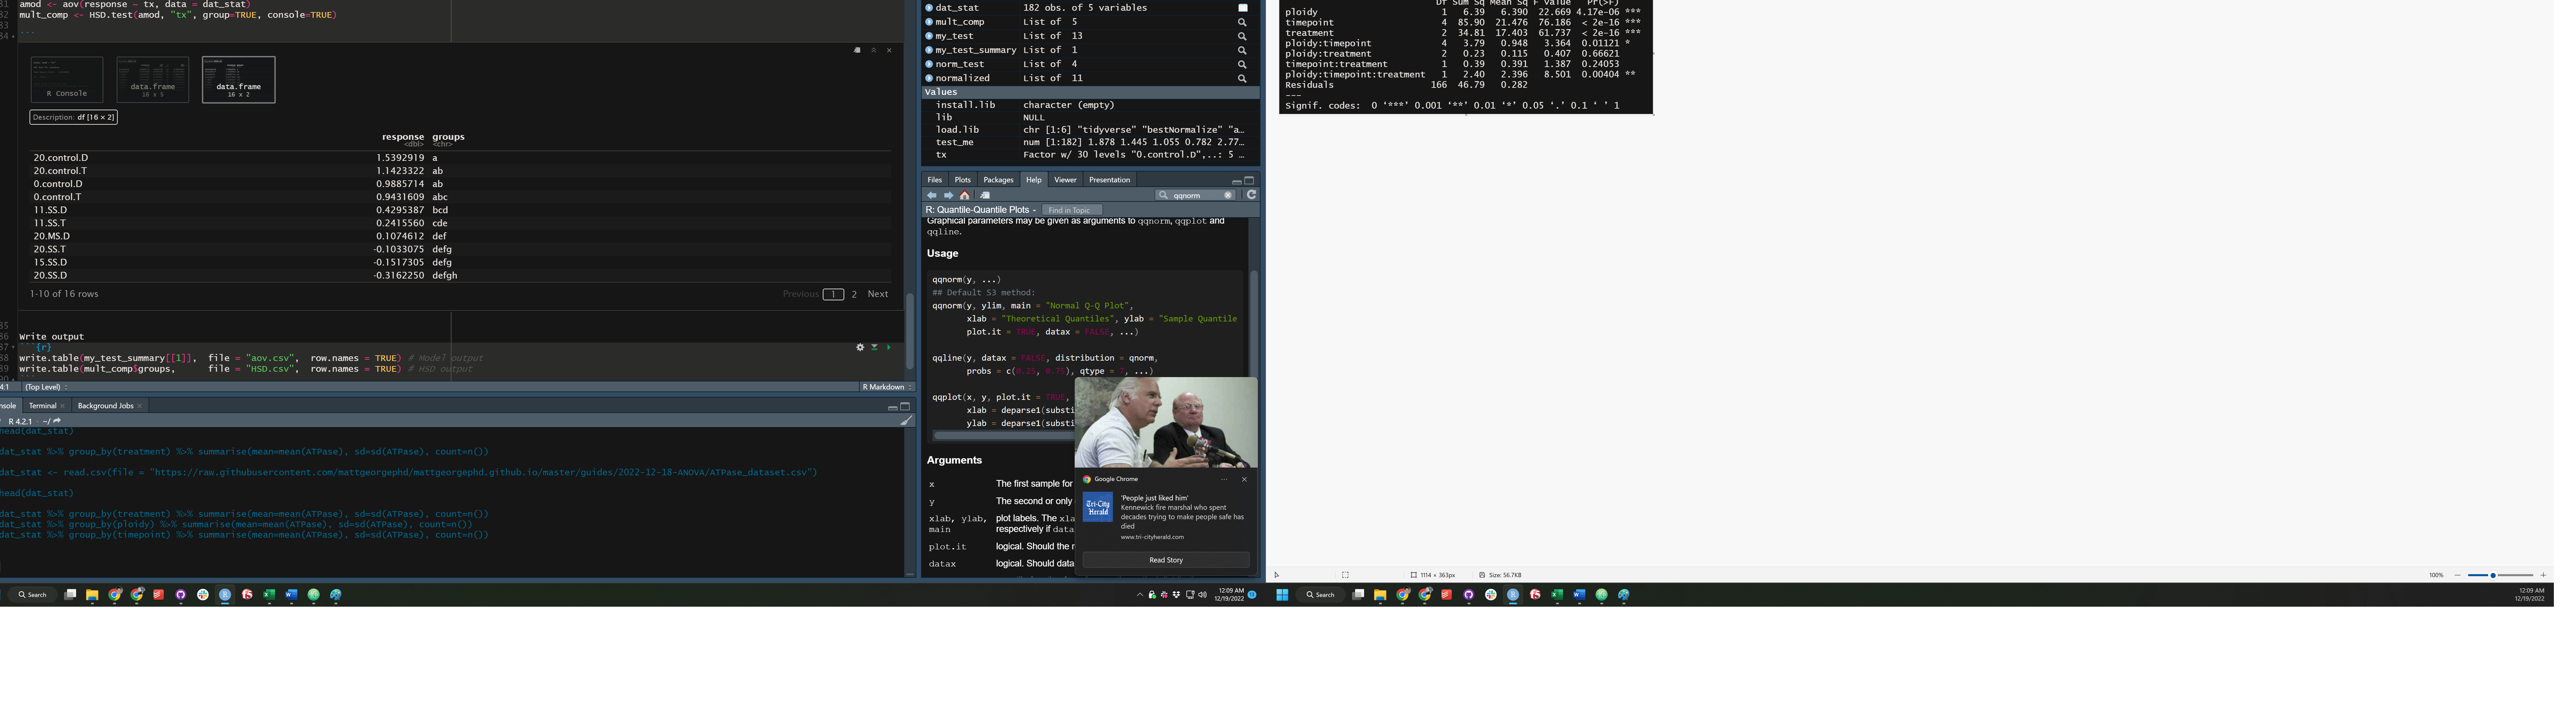 amod <- aov(response ~ tx, data = dat_stat)
mult_comp <- HSD.test(amod, "tx", group=TRUE, console=TRUE)
```
R Console
data.frame
16 x 5
data.frame
16 x 2
Description: df [16 × 2]
response groups
<dbl> <chr>
20.control.D 1.5392919 a
20.control.T 1.1423322 ab
0.control.D 0.9885714 ab
0.control.T 0.9431609 abc
11.SS.D 0.4295387 bcd
11.SS.T 0.2415560 cde
20.MS.D 0.1074612 def
20.SS.T -0.1033075 defg
15.SS.D -0.1517305 defg
20.SS.D -0.3162250 defgh
1-10 of 16 rows
Previous 1 2 Next
Write output
```{r}
write.table(my_test_summary[[1]], file = "aov.csv", row.names = TRUE) # Model output
write.table(mult_comp$groups, file = "HSD.csv", row.names = TRUE) # HSD output
4:1 (Top Level) R Markdown
nsole Terminal Background Jobs
R 4.2.1 · ~/
head(dat_stat)
dat_stat %>% group_by(treatment) %>% summarise(mean=mean(ATPase), sd=sd(ATPase), count=n())
dat_stat <- read.csv(file = "https://raw.githubusercontent.com/mattgeorgephd/mattgeorgephd.github.io/master/guides/2022-12-18-ANOVA/ATPase_dataset.csv")
head(dat_stat)
dat_stat %>% group_by(treatment) %>% summarise(mean=mean(ATPase), sd=sd(ATPase), count=n())
dat_stat %>% group_by(ploidy) %>% summarise(mean=mean(ATPase), sd=sd(ATPase), count=n())
dat_stat %>% group_by(timepoint) %>% summarise(mean=mean(ATPase), sd=sd(ATPase), count=n())
dat_stat 182 obs. of 5 variables
mult_comp List of 5
my_test List of 13
my_test_summary List of 1
norm_test List of 4
normalized List of 11
Values
install.lib character (empty)
lib NULL
load.lib chr [1:6] "tidyverse" "bestNormalize" "a…
test_me num [1:182] 1.878 1.445 1.055 0.782 2.77…
tx Factor w/ 30 levels "0.control.D",..: 5 …
Files Plots Packages Help Viewer Presentation
qqnorm
R: Quantile-Quantile Plots
Find in Topic
Graphical parameters may be given as arguments to qqnorm, qqplot and
qqline.
Usage
qqnorm(y, ...)
## Default S3 method:
qqnorm(y, ylim, main = "Normal Q-Q Plot",
xlab = "Theoretical Quantiles", ylab = "Sample Quantile
plot.it = TRUE, datax = FALSE, ...)
qqline(y, datax = FALSE, distribution = qnorm,
probs = c(0.25, 0.75), qtype = 7, ...)
qqplot(x, y, plot.it = TRUE,
xlab = deparse1(substi
ylab = deparse1(substi
Arguments
x The first sample for
y The second or only
xlab, ylab, main plot labels. The xla
respectively if data
plot.it logical. Should the
datax logical. Should data
Google Chrome
Tri-City Herald
'People just liked him'
Kennewick fire marshal who spent
decades trying to make people safe has
died
www.tri-cityherald.com
Read Story
Df Sum Sq Mean Sq F value Pr(>F)
ploidy 1 6.39 6.390 22.669 4.17e-06 ***
timepoint 4 85.90 21.476 76.186 < 2e-16 ***
treatment 2 34.81 17.403 61.737 < 2e-16 ***
ploidy:timepoint 4 3.79 0.948 3.364 0.01121 *
ploidy:treatment 2 0.23 0.115 0.407 0.66621
timepoint:treatment 1 0.39 0.391 1.387 0.24053
ploidy:timepoint:treatment 1 2.40 2.396 8.501 0.00404 **
Residuals 166 46.79 0.282
---
Signif. codes: 0 ‘***’ 0.001 ‘**’ 0.01 ‘*’ 0.05 ‘.’ 0.1 ‘ ’ 1
1114 × 363px Size: 56.7KB
100%
Search
12:09 AM
12/19/2022
Search
12:09 AM
12/19/2022